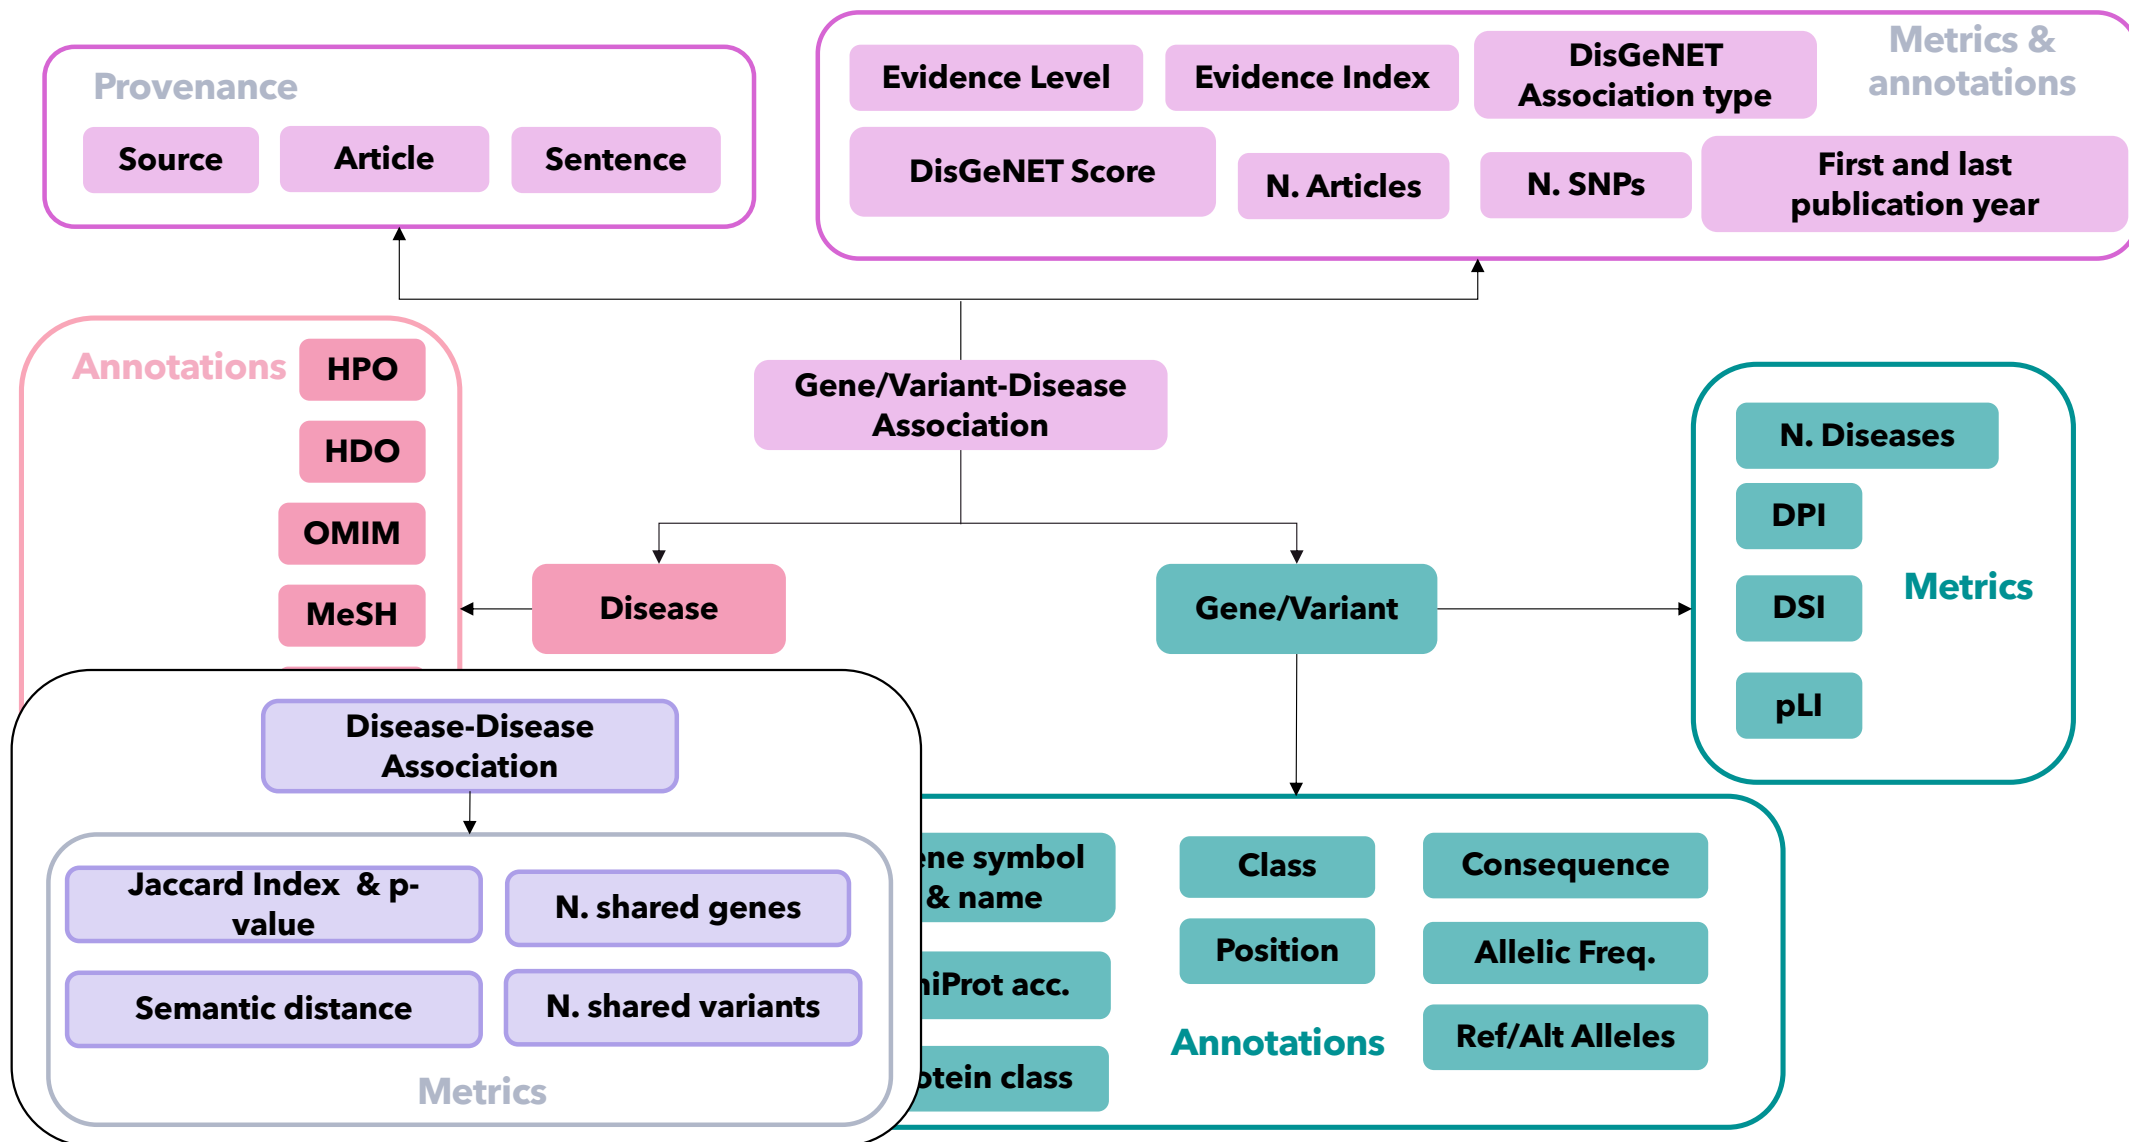 Provenance
Source
Article
Sentence
Metrics &
annotations
Evidence Level
Evidence Index
DisGeNET
Association type
DisGeNET Score
N. Articles
N. SNPs
First and last
publication year
Annotations
HPO
HDO
OMIM
MeSH
Gene/Variant-Disease
Association
Disease
Gene/Variant
N. Diseases
DPI
DSI
pLI
Metrics
Disease-Disease
Association
Jaccard Index & p-
value
N. shared genes
Semantic distance
N. shared variants
Metrics
symbol
& name
acc.
class
Class
Position
Annotations
Consequence
Allelic Freq.
Ref/Alt Alleles